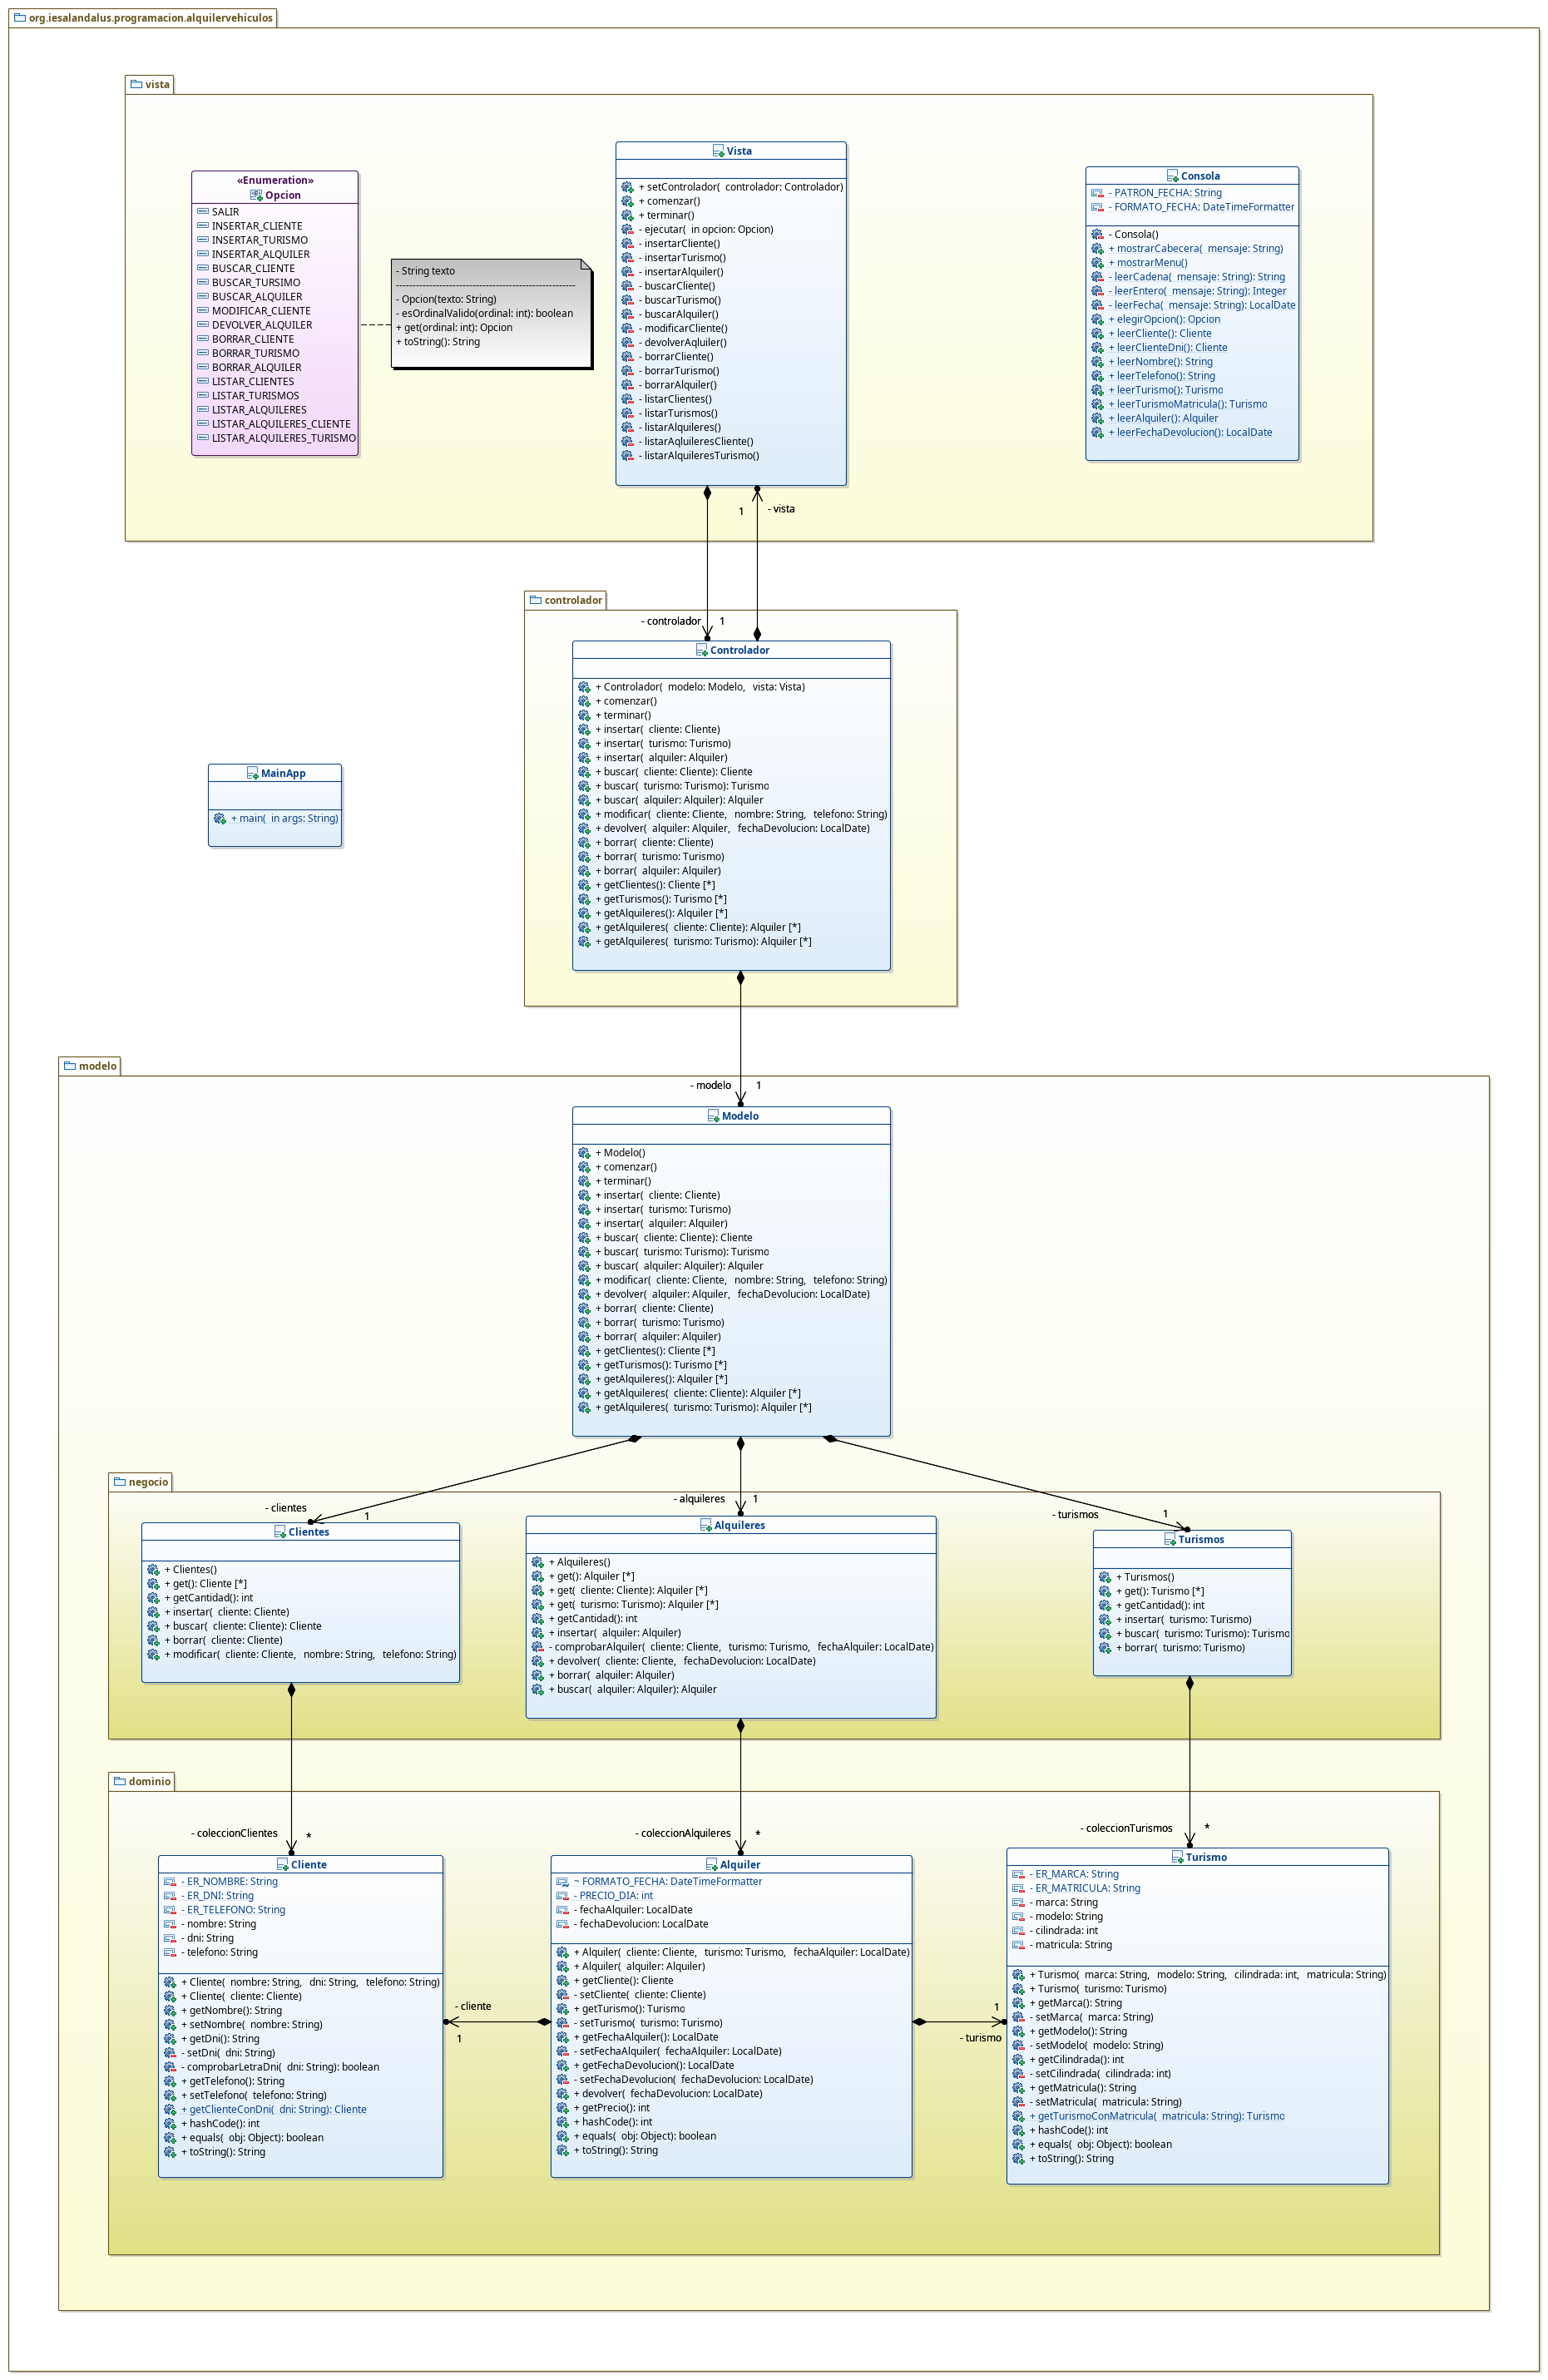 org.iesalandalus.programacion.alquilervehiculos
vista
«Enumeration»
Opcion
SALIR
INSERTAR_CLIENTE
INSERTAR_TURISMO
INSERTAR_ALQUILER
BUSCAR_CLIENTE
BUSCAR_TURSIMO
BUSCAR_ALQUILER
MODIFICAR_CLIENTE
DEVOLVER_ALQUILER
BORRAR_CLIENTE
BORRAR_TURISMO
BORRAR_ALQUILER
LISTAR_CLIENTES
LISTAR_TURISMOS
LISTAR_ALQUILERES
LISTAR_ALQUILERES_CLIENTE
LISTAR_ALQUILERES_TURISMO
- String texto
------------------------------------------------------
- Opcion(texto: String)
- esOrdinalValido(ordinal: int): boolean
+ get(ordinal: int): Opcion
+ toString(): String
Vista
+ setControlador( controlador: Controlador)
+ comenzar()
+ terminar()
- ejecutar( in opcion: Opcion)
- insertarCliente()
- insertarTurismo()
- insertarAlquiler()
- buscarCliente()
- buscarTurismo()
- buscarAlquiler()
- modificarCliente()
- devolverAqluiler()
- borrarCliente()
- borrarTurismo()
- borrarAlquiler()
- listarClientes()
- listarTurismos()
- listarAlquileres()
- listarAqluileresCliente()
- listarAlquileresTurismo()
Consola
- PATRON_FECHA: String
- FORMATO_FECHA: DateTimeFormatter
- Consola()
+ mostrarCabecera( mensaje: String)
+ mostrarMenu()
- leerCadena( mensaje: String): String
- leerEntero( mensaje: String): Integer
- leerFecha( mensaje: String): LocalDate
+ elegirOpcion(): Opcion
+ leerCliente(): Cliente
+ leerClienteDni(): Cliente
+ leerNombre(): String
+ leerTelefono(): String
+ leerTurismo(): Turismo
+ leerTurismoMatricula(): Turismo
+ leerAlquiler(): Alquiler
+ leerFechaDevolucion(): LocalDate
1
- vista
controlador
- controlador
1
Controlador
+ Controlador( modelo: Modelo, vista: Vista)
+ comenzar()
+ terminar()
+ insertar( cliente: Cliente)
+ insertar( turismo: Turismo)
+ insertar( alquiler: Alquiler)
+ buscar( cliente: Cliente): Cliente
+ buscar( turismo: Turismo): Turismo
+ buscar( alquiler: Alquiler): Alquiler
+ modificar( cliente: Cliente, nombre: String, telefono: String)
+ devolver( alquiler: Alquiler, fechaDevolucion: LocalDate)
+ borrar( cliente: Cliente)
+ borrar( turismo: Turismo)
+ borrar( alquiler: Alquiler)
+ getClientes(): Cliente [*]
+ getTurismos(): Turismo [*]
+ getAlquileres(): Alquiler [*]
+ getAlquileres( cliente: Cliente): Alquiler [*]
+ getAlquileres( turismo: Turismo): Alquiler [*]
MainApp
+ main( in args: String)
modelo
- modelo
1
Modelo
+ Modelo()
+ comenzar()
+ terminar()
+ insertar( cliente: Cliente)
+ insertar( turismo: Turismo)
+ insertar( alquiler: Alquiler)
+ buscar( cliente: Cliente): Cliente
+ buscar( turismo: Turismo): Turismo
+ buscar( alquiler: Alquiler): Alquiler
+ modificar( cliente: Cliente, nombre: String, telefono: String)
+ devolver( alquiler: Alquiler, fechaDevolucion: LocalDate)
+ borrar( cliente: Cliente)
+ borrar( turismo: Turismo)
+ borrar( alquiler: Alquiler)
+ getClientes(): Cliente [*]
+ getTurismos(): Turismo [*]
+ getAlquileres(): Alquiler [*]
+ getAlquileres( cliente: Cliente): Alquiler [*]
+ getAlquileres( turismo: Turismo): Alquiler [*]
negocio
- clientes
1
- alquileres
1
- turismos
1
Clientes
+ Clientes()
+ get(): Cliente [*]
+ getCantidad(): int
+ insertar( cliente: Cliente)
+ buscar( cliente: Cliente): Cliente
+ borrar( cliente: Cliente)
+ modificar( cliente: Cliente, nombre: String, telefono: String)
Alquileres
+ Alquileres()
+ get(): Alquiler [*]
+ get( cliente: Cliente): Alquiler [*]
+ get( turismo: Turismo): Alquiler [*]
+ getCantidad(): int
+ insertar( alquiler: Alquiler)
- comprobarAlquiler( cliente: Cliente, turismo: Turismo, fechaAlquiler: LocalDate)
+ devolver( cliente: Cliente, fechaDevolucion: LocalDate)
+ borrar( alquiler: Alquiler)
+ buscar( alquiler: Alquiler): Alquiler
Turismos
+ Turismos()
+ get(): Turismo [*]
+ getCantidad(): int
+ insertar( turismo: Turismo)
+ buscar( turismo: Turismo): Turismo
+ borrar( turismo: Turismo)
dominio
- coleccionClientes
*
- coleccionAlquileres
*
- coleccionTurismos
*
Cliente
- ER_NOMBRE: String
- ER_DNI: String
- ER_TELEFONO: String
- nombre: String
- dni: String
- telefono: String
+ Cliente( nombre: String, dni: String, telefono: String)
+ Cliente( cliente: Cliente)
+ getNombre(): String
+ setNombre( nombre: String)
+ getDni(): String
- setDni( dni: String)
- comprobarLetraDni( dni: String): boolean
+ getTelefono(): String
+ setTelefono( telefono: String)
+ getClienteConDni( dni: String): Cliente
+ hashCode(): int
+ equals( obj: Object): boolean
+ toString(): String
- cliente
1
Alquiler
~ FORMATO_FECHA: DateTimeFormatter
- PRECIO_DIA: int
- fechaAlquiler: LocalDate
- fechaDevolucion: LocalDate
+ Alquiler( cliente: Cliente, turismo: Turismo, fechaAlquiler: LocalDate)
+ Alquiler( alquiler: Alquiler)
+ getCliente(): Cliente
- setCliente( cliente: Cliente)
+ getTurismo(): Turismo
- setTurismo( turismo: Turismo)
+ getFechaAlquiler(): LocalDate
- setFechaAlquiler( fechaAlquiler: LocalDate)
+ getFechaDevolucion(): LocalDate
- setFechaDevolucion( fechaDevolucion: LocalDate)
+ devolver( fechaDevolucion: LocalDate)
+ getPrecio(): int
+ hashCode(): int
+ equals( obj: Object): boolean
+ toString(): String
1
- turismo
Turismo
- ER_MARCA: String
- ER_MATRICULA: String
- marca: String
- modelo: String
- cilindrada: int
- matricula: String
+ Turismo( marca: String, modelo: String, cilindrada: int, matricula: String)
+ Turismo( turismo: Turismo)
+ getMarca(): String
- setMarca( marca: String)
+ getModelo(): String
- setModelo( modelo: String)
+ getCilindrada(): int
- setCilindrada( cilindrada: int)
+ getMatricula(): String
- setMatricula( matricula: String)
+ getTurismoConMatricula( matricula: String): Turismo
+ hashCode(): int
+ equals( obj: Object): boolean
+ toString(): String